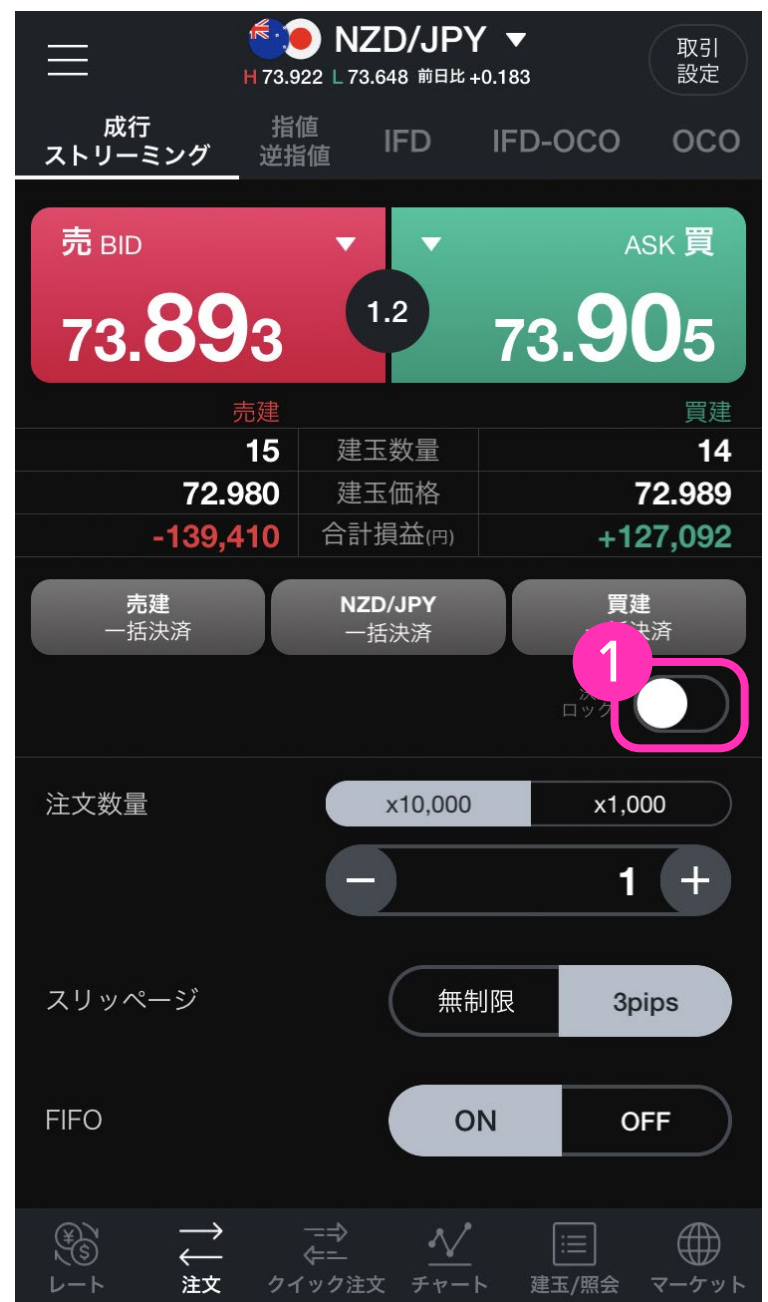 NZD/JPY ▼
H 73.922 L 73.648 前日比 +0.183
取引
設定
成行
ストリーミング
指値
逆指値
IFD
IFD-OCO
OCO
売 BID
ASK 買
73.893
1.2
73.905
売建
買建
15
建玉数量
14
72.980
建玉価格
72.989
-139,410
合計損益(円)
+127,092
売建
一括決済
NZD/JPY
一括決済
買建
決済
1
ロック
注文数量
x10,000
x1,000
1
スリッページ
無制限
3pips
FIFO
ON
OFF
レート
注文
クイック注文
チャート
建玉/照会
マーケット